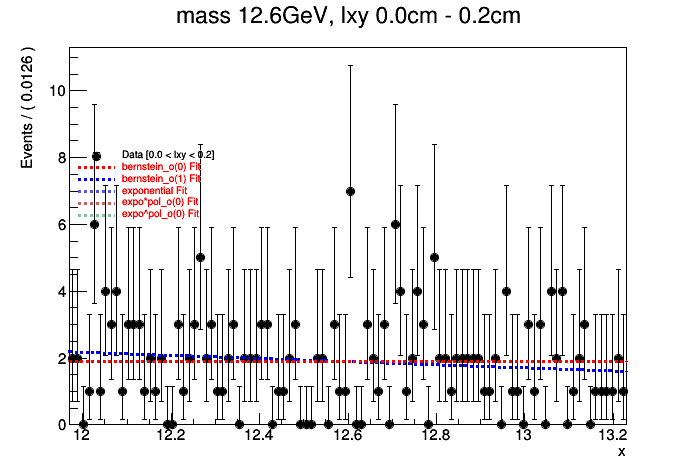 mass 12.6GeV, lxy 0.0cm - 0.2cm
Events / ( 0.0126 )
10
8
6
4
2
0
Data [0.0 < lxy < 0.2]
bernstein_o(0) Fit
bernstein_o(1) Fit
exponential Fit
expo*pol_o(0) Fit
expo^pol_o(0) Fit
12 12.2 12.4 12.6 12.8 13 13.2
x